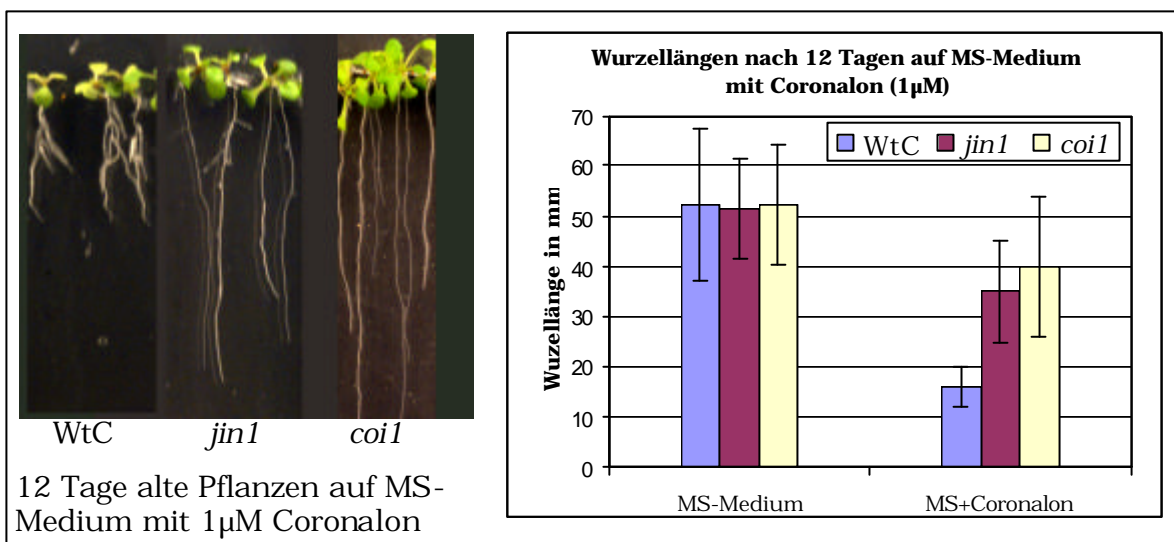 WtC jin1 coi1
12 Tage alte Pflanzen auf MS-
Medium mit 1µM Coronalon
Wurzellängen nach 12 Tagen auf MS-Medium
mit Coronalon (1µM)
WtC jin1 coi1
Wuzellänge in mm
70
60
50
40
30
20
10
0
MS-Medium MS+Coronalon